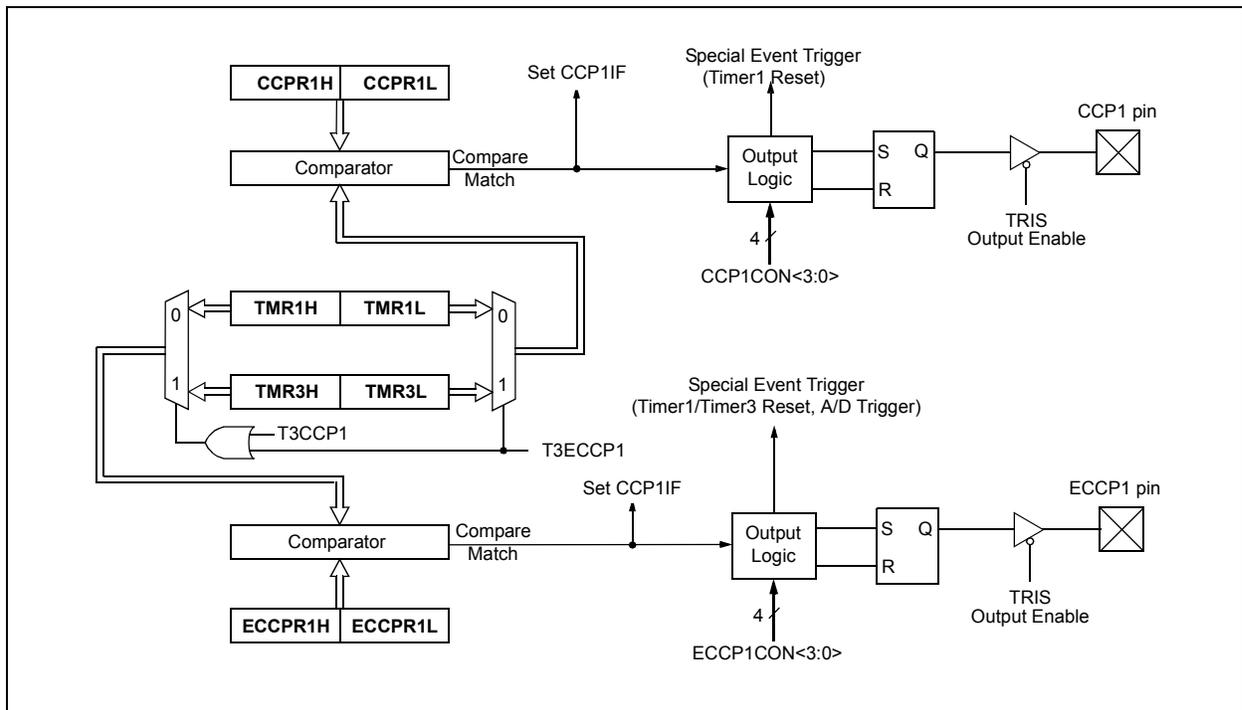 CCPR1H CCPR1L
Comparator
Compare
Match
Set CCP1IF
Special Event Trigger
(Timer1 Reset)
Output
Logic
4
CCP1CON<3:0>
S Q
R
TRIS
Output Enable
CCP1 pin
0
1
TMR1H TMR1L
TMR3H TMR3L
0
1
T3CCP1
T3ECCP1
Comparator
Compare
Match
Set CCP1IF
ECCPR1H ECCPR1L
Special Event Trigger
(Timer1/Timer3 Reset, A/D Trigger)
Output
Logic
4
ECCP1CON<3:0>
S Q
R
TRIS
Output Enable
ECCP1 pin